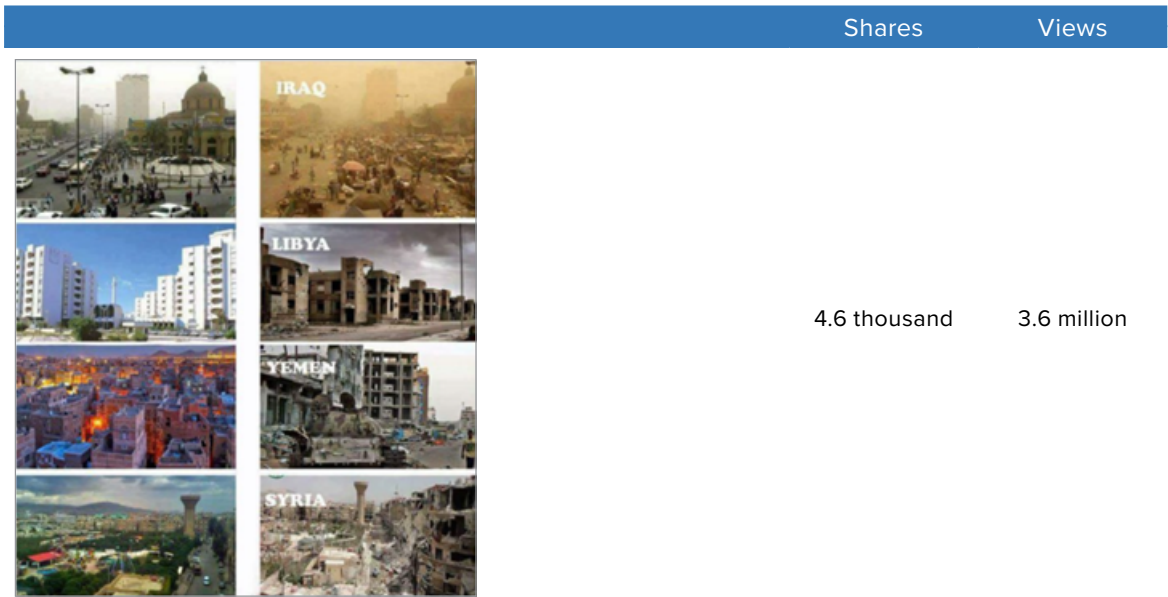 Shares Views
IRAQ
LIBYA
4.6 thousand 3.6 million
YEMEN
SYRIA